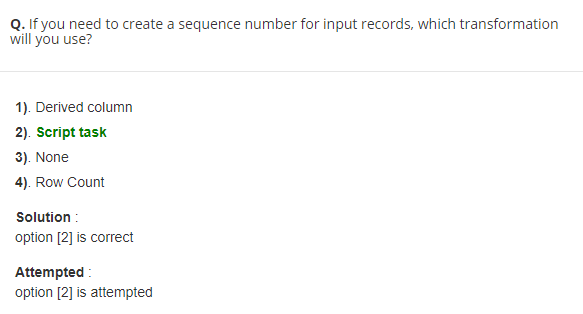 Q. If you need to create a sequence number for input records, which transformation
will you use?
1). Derived column
2). Script task
3). None
4). Row Count
Solution :
option [2] is correct
Attempted :
option [2] is attempted